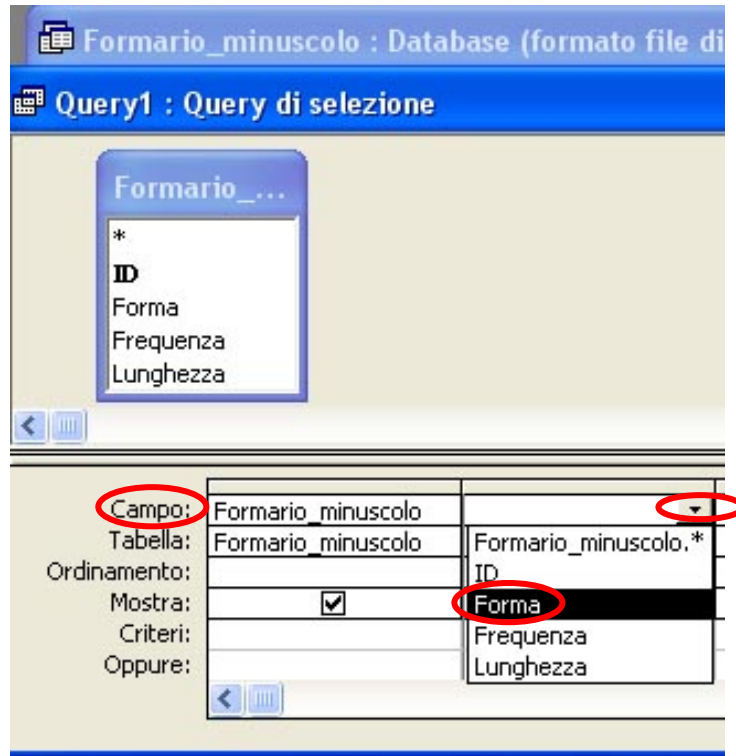 Formario_minuscolo : Database (formato file di
Query1 : Query di selezione
Formario_...
*
ID
Forma
Frequenza
Lunghezza
Campo: Formario_minuscolo
Tabella: Formario_minuscolo Formario_minuscolo.*
Ordinamento: ID
Mostra: Forma
Criteri: Frequenza
Oppure: Lunghezza